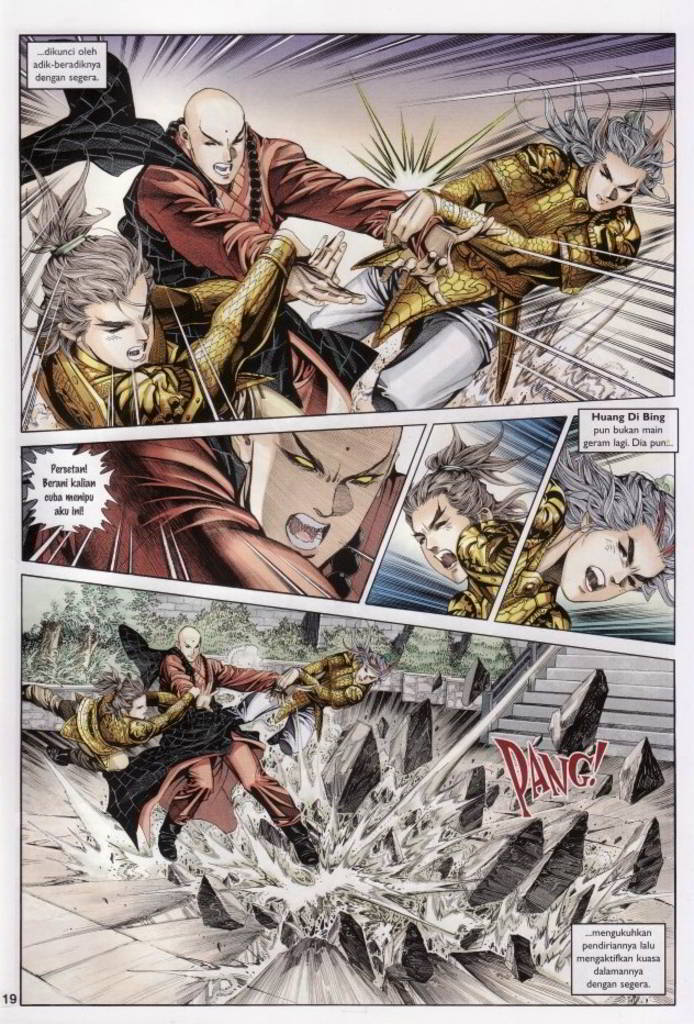 ...dikunci oleh
adik-beradiknya
dengan segera.
Persetan!
Berani kalian
cuba menipu
aku ini!!
Huang Di Bing
pun bukan main
geram lagi. Dia pun...
PANG!
...mengukuhkan
pendiriannya lalu
mengaktifkan kuasa
dalamannya
dengan segera.
19